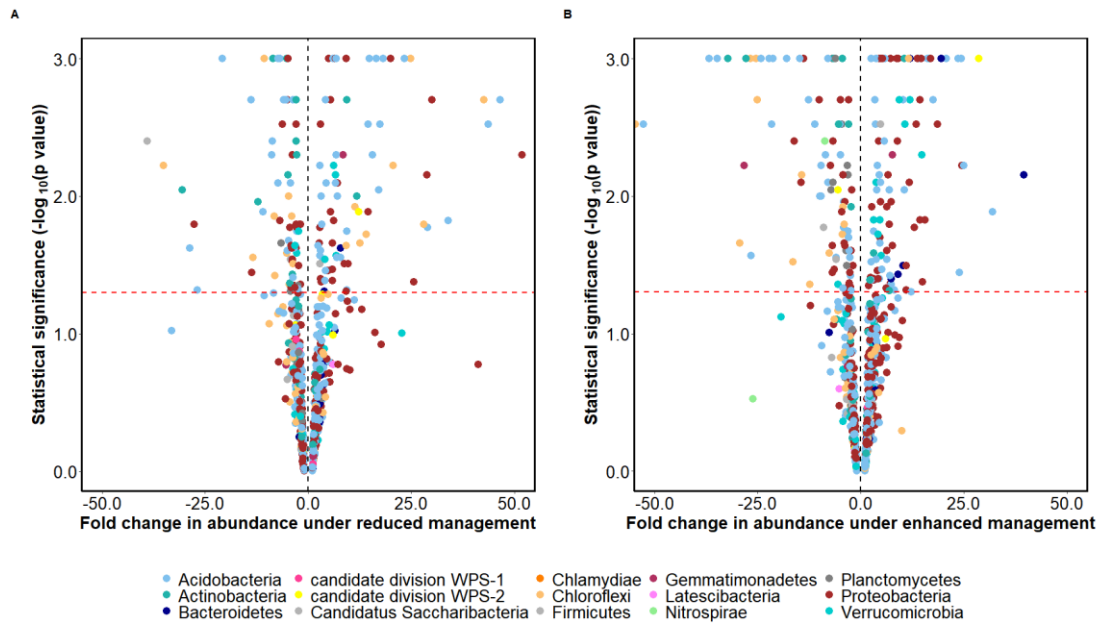 A
B
3.0
2.0
1.0
0.0
Statistical significance (-log 10(p value))
-50.0 -25.0 0.0 25.0 50.0
Fold change in abundance under reduced management
3.0
2.0
1.0
0.0
Statistical significance (-log 10(p value))
-50.0 -25.0 0.0 25.0 50.0
Fold change in abundance under enhanced management
Acidobacteria candidate division WPS-1 Chlamydiae Gemmatimonadetes Planctomycetes
Actinobacteria candidate division WPS-2 Chloroflexi Latescibacteria Proteobacteria
Bacteroidetes Candidatus Saccharibacteria Firmicutes Nitrospirae Verrucomicrobia